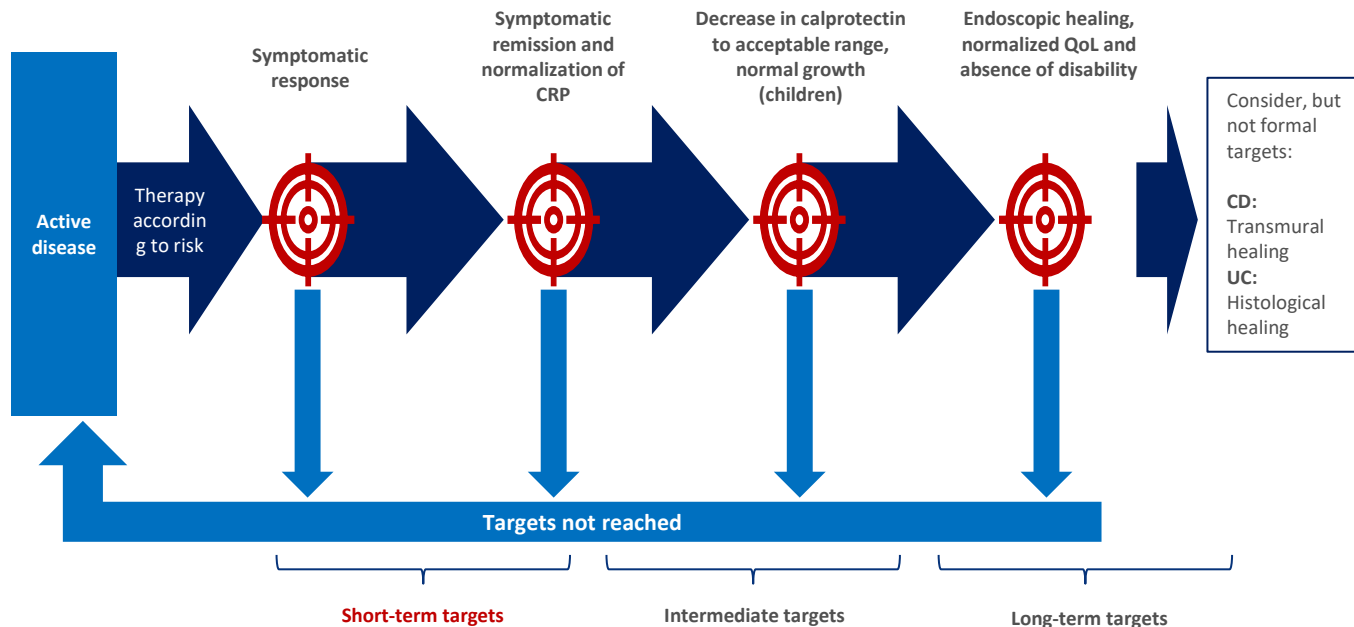 Symptomatic
response
Symptomatic
remission and
normalization of
CRP
Decrease in calprotectin
to acceptable range,
normal growth
(children)
Endoscopic healing,
normalized QoL and
absence of disability
Active
disease
Therapy
accordin
g to risk
Consider, but
not formal
targets:
CD:
Transmural
healing
UC:
Histological
healing
Targets not reached
Short-term targets
Intermediate targets
Long-term targets